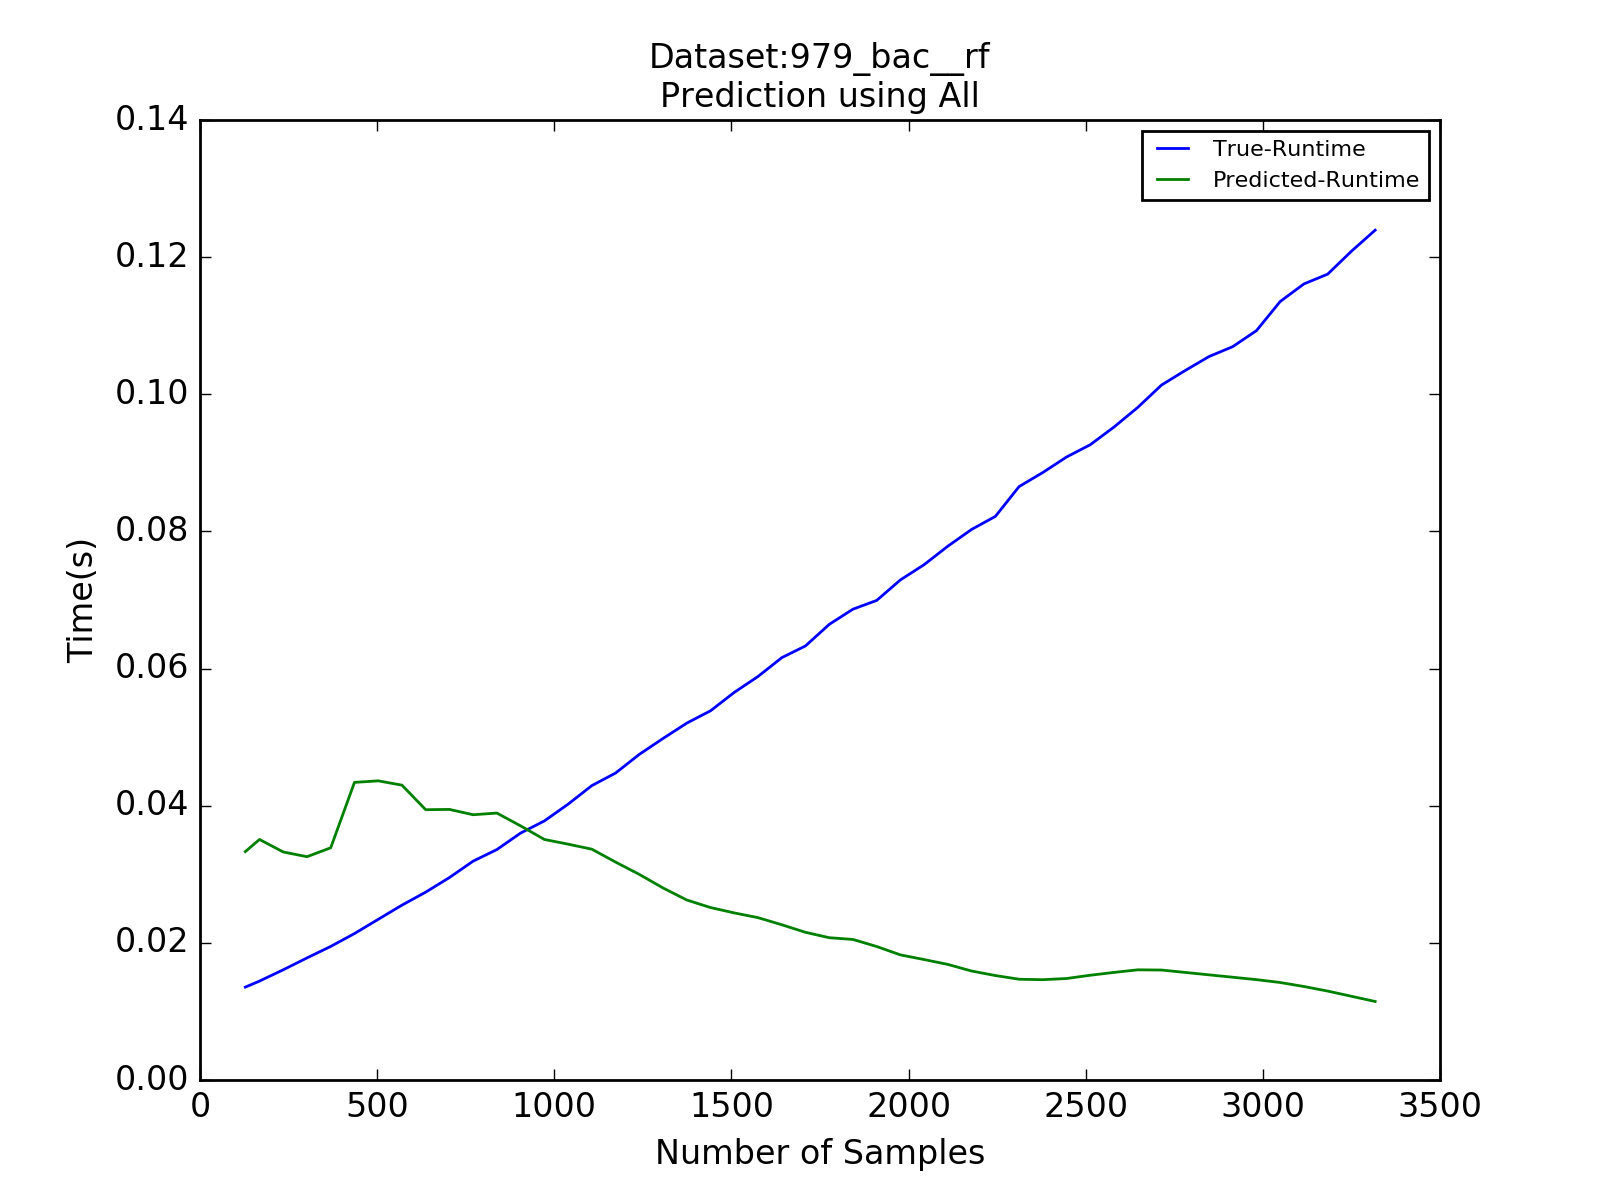 Dataset:979_bac__rf
Prediction using All
0.14
0.12
0.10
0.08
0.06
0.04
0.02
0.00
Time(s)
True-Runtime
Predicted-Runtime
0 500 1000 1500 2000 2500 3000 3500
Number of Samples